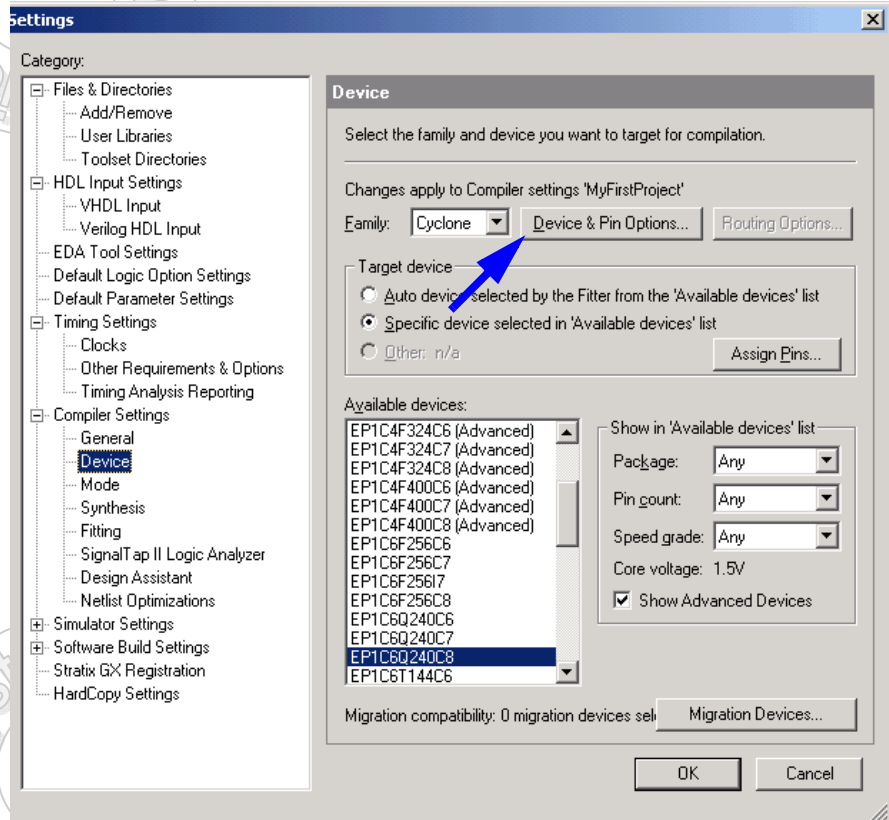 Settings
Category:
Files & Directories
Add/Remove
User Libraries
Toolset Directories
HDL Input Settings
VHDL Input
Verilog HDL Input
EDA Tool Settings
Default Logic Option Settings
Default Parameter Settings
Timing Settings
Clocks
Other Requirements & Options
Timing Analysis Reporting
Compiler Settings
General
Device
Mode
Synthesis
Fitting
SignalTap II Logic Analyzer
Design Assistant
Netlist Optimizations
Simulator Settings
Software Build Settings
Stratix GX Registration
HardCopy Settings
Device
Select the family and device you want to target for compilation.
Changes apply to Compiler settings 'MyFirstProject'
Family: Cyclone Device & Pin Options... Routing Options...
Target device
Auto device selected by the Fitter from the 'Available devices' list
Specific device selected in 'Available devices' list
Other: n/a
Assign Pins...
Available devices:
EP1C4F324C6 (Advanced)
EP1C4F324C7 (Advanced)
EP1C4F324C8 (Advanced)
EP1C4F400C6 (Advanced)
EP1C4F400C7 (Advanced)
EP1C4F400C8 (Advanced)
EP1C6F256C6
EP1C6F256C7
EP1C6F256I7
EP1C6F256C8
EP1C6Q240C6
EP1C6Q240C7
EP1C6Q240C8
EP1C6T144C6
Show in 'Available devices' list
Package: Any
Pin count: Any
Speed grade: Any
Core voltage: 1.5V
Show Advanced Devices
Migration compatibility: 0 migration devices sel
Migration Devices...
OK
Cancel